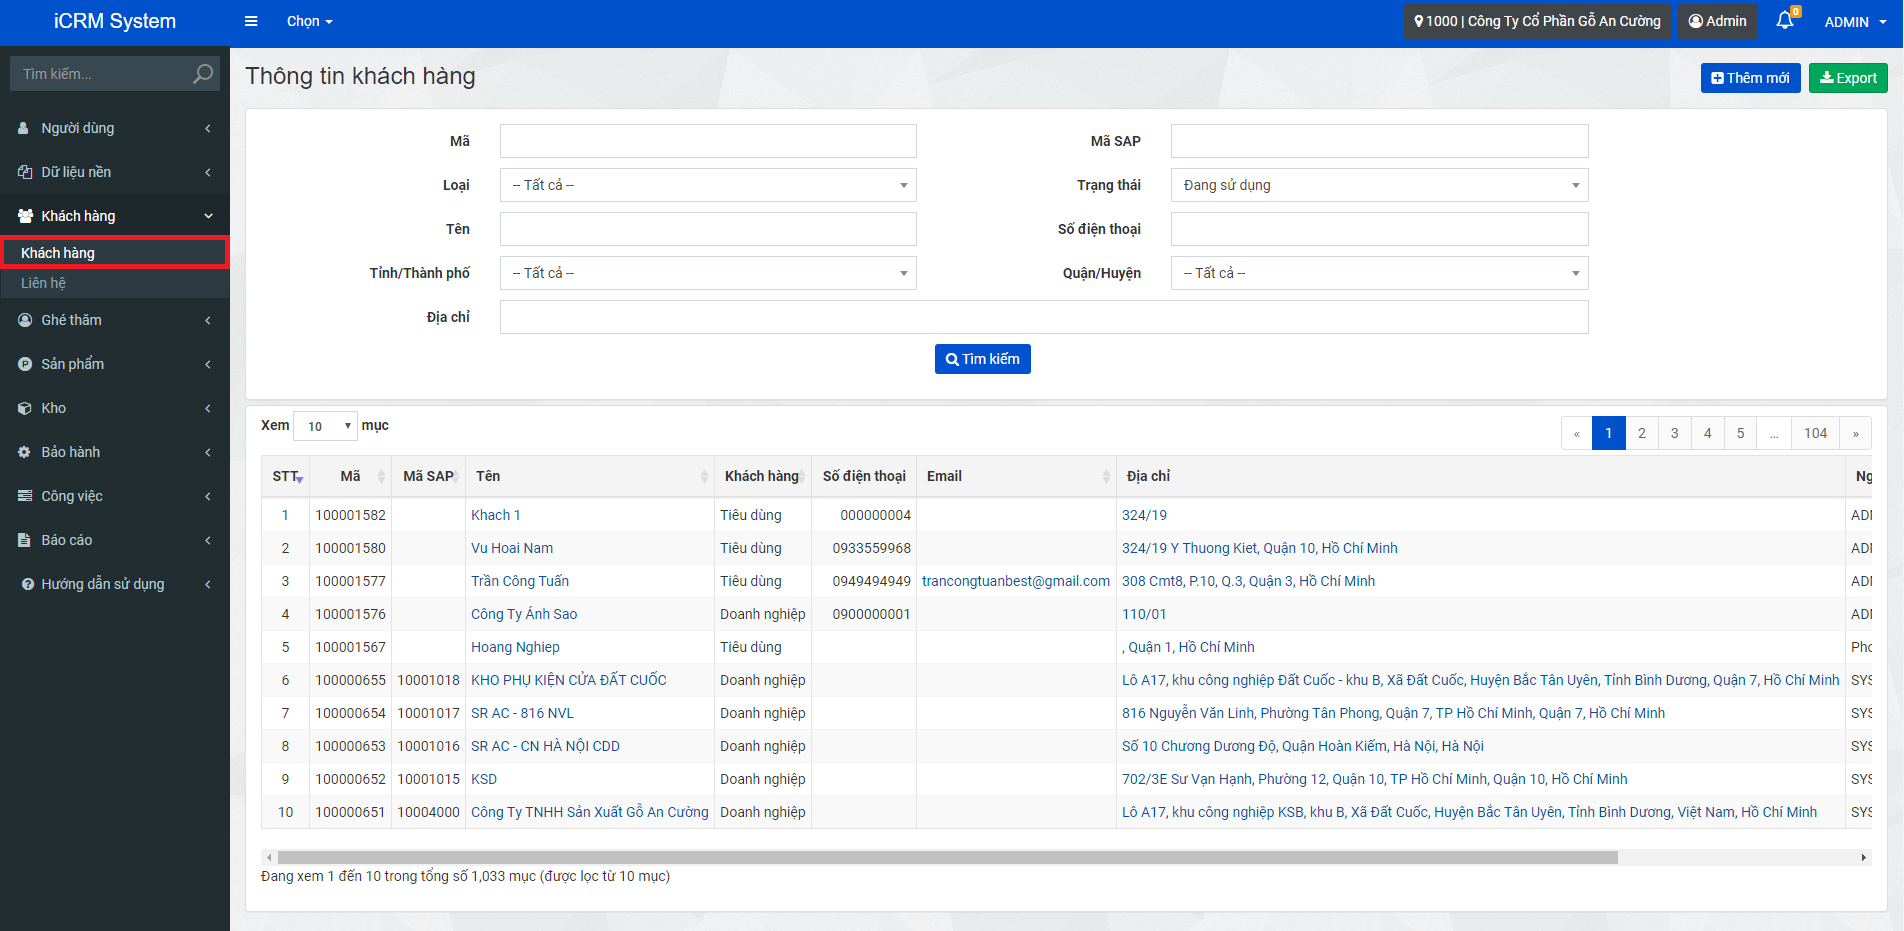 iCRM System
Chọn
1000 | Công Ty Cổ Phần Gỗ An Cường
Admin
0
ADMIN
Tìm kiếm...
Người dùng
Dữ liệu nền
Khách hàng
Khách hàng
Liên hệ
Ghé thăm
Sản phẩm
Kho
Bảo hành
Công việc
Báo cáo
Hướng dẫn sử dụng
Thông tin khách hàng
Thêm mới
Export
Mã
Mã SAP
Loại
-- Tất cả --
Trạng thái
Đang sử dụng
Tên
Số điện thoại
Tỉnh/Thành phố
-- Tất cả --
Quận/Huyện
-- Tất cả --
Địa chỉ
Tìm kiếm
Xem 10 mục
« 1 2 3 4 5 ... 104 »
STT Mã Mã SAP Tên Khách hàng Số điện thoại Email Địa chỉ Ng
1 100001582 Khach 1 Tiêu dùng 000000004 324/19 ADI
2 100001580 Vu Hoai Nam Tiêu dùng 0933559968 324/19 Y Thuong Kiet, Quận 10, Hồ Chí Minh ADI
3 100001577 Trần Công Tuấn Tiêu dùng 0949494949 trancongtuanbest@gmail.com 308 Cmt8, P.10, Q.3, Quận 3, Hồ Chí Minh ADI
4 100001576 Công Ty Ánh Sao Doanh nghiệp 0900000001 110/01 ADI
5 100001567 Hoang Nghiep Tiêu dùng , Quận 1, Hồ Chí Minh Phc
6 100000655 10001018 KHO PHỤ KIỆN CỬA ĐẤT CUỐC Doanh nghiệp Lô A17, khu công nghiệp Đất Cuốc - khu B, Xã Đất Cuốc, Huyện Bắc Tân Uyên, Tỉnh Bình Dương, Quận 7, Hồ Chí Minh SYS
7 100000654 10001017 SR AC - 816 NVL Doanh nghiệp 816 Nguyễn Văn Linh, Phường Tân Phong, Quận 7, TP Hồ Chí Minh, Quận 7, Hồ Chí Minh SYS
8 100000653 10001016 SR AC - CN HÀ NỘI CDD Doanh nghiệp Số 10 Chương Dương Độ, Quận Hoàn Kiếm, Hà Nội, Hà Nội SYS
9 100000652 10001015 KSD Doanh nghiệp 702/3E Sư Vạn Hạnh, Phường 12, Quận 10, TP Hồ Chí Minh, Quận 10, Hồ Chí Minh SYS
10 100000651 10004000 Công Ty TNHH Sản Xuất Gỗ An Cường Doanh nghiệp Lô A17, khu công nghiệp KSB, khu B, Xã Đất Cuốc, Huyện Bắc Tân Uyên, Tỉnh Bình Dương, Việt Nam, Hồ Chí Minh SYS
Đang xem 1 đến 10 trong tổng số 1,033 mục (được lọc từ 10 mục)